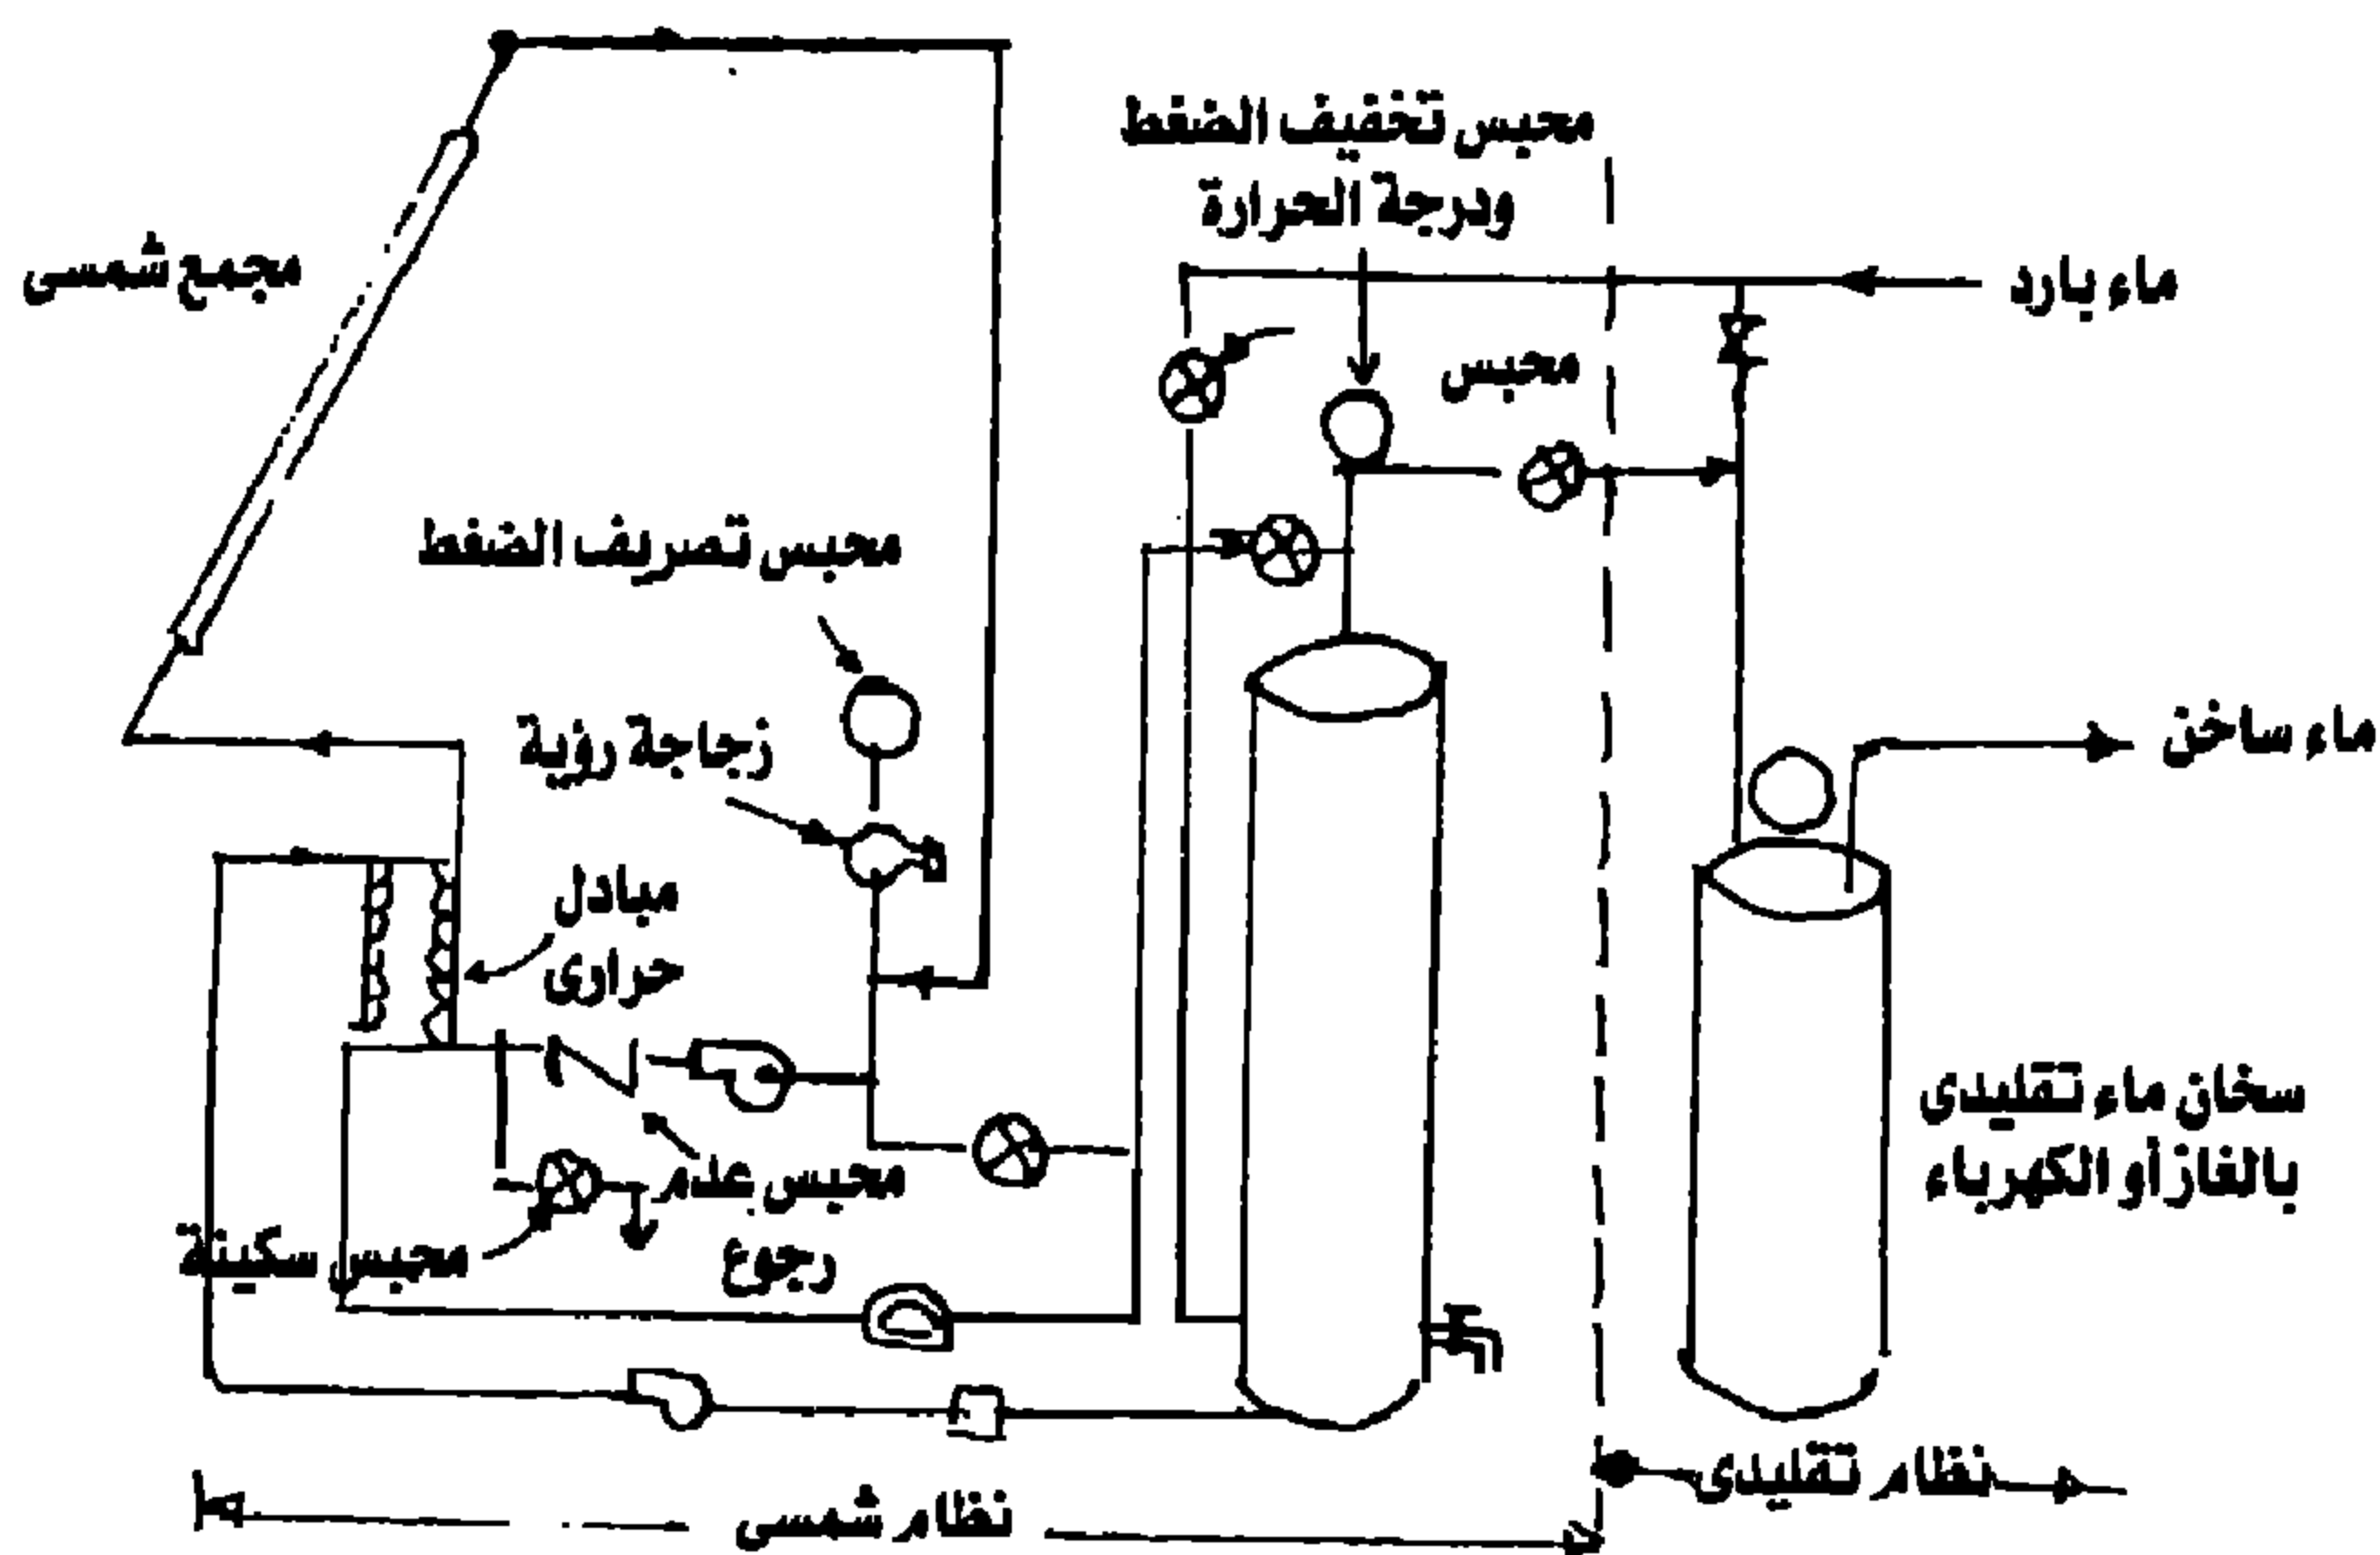 محبس تخفيف الضغط
ودرجة الحرارة
ماء بارد
مجمع شمسى
محبس
محبس تصريف الضغط
زجاجة رؤية
ماء ساخن
مبادل
حرارى
سخان ماء تقليدى
بالغاز أو الكهرباء
محبس عدم
رجوع
محبس سكينة
نظام تقليدى
نظام شمسى